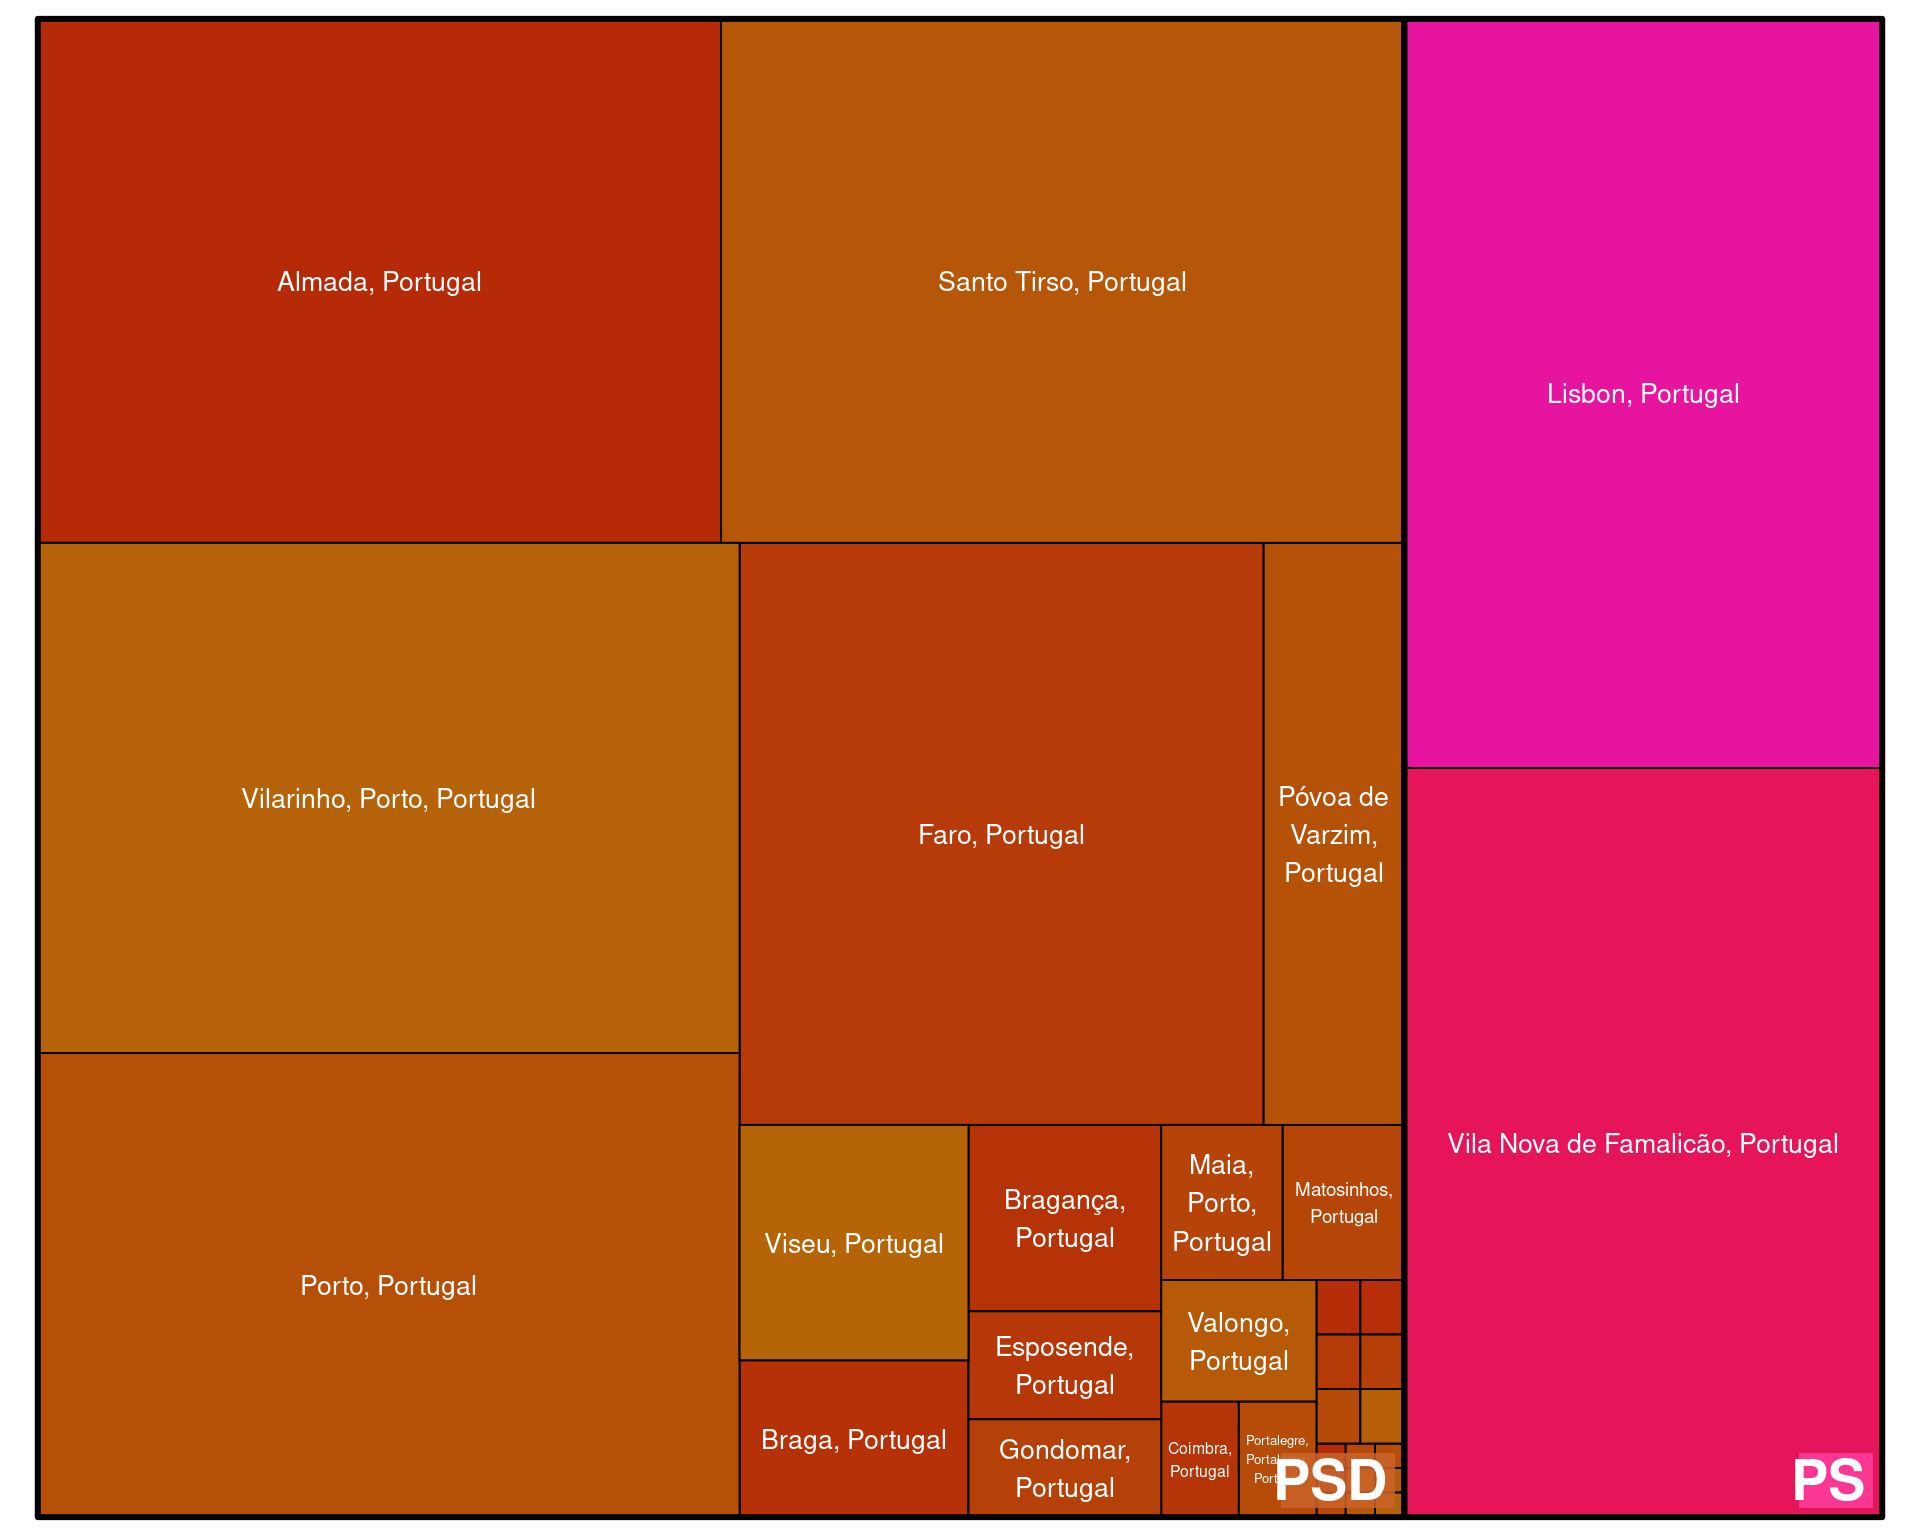 Almada, Portugal
Santo Tirso, Portugal
Lisbon, Portugal
Vilarinho, Porto, Portugal
Faro, Portugal
Póvoa de
Varzim,
Portugal
Porto, Portugal
Viseu, Portugal
Braga, Portugal
Bragança,
Portugal
Esposende,
Portugal
Gondomar,
Portugal
Maia,
Porto,
Portugal
Matosinhos,
Portugal
Valongo,
Portugal
Coimbra,
Portugal
Portalegre,
PSD
Vila Nova de Famalicão, Portugal
PS